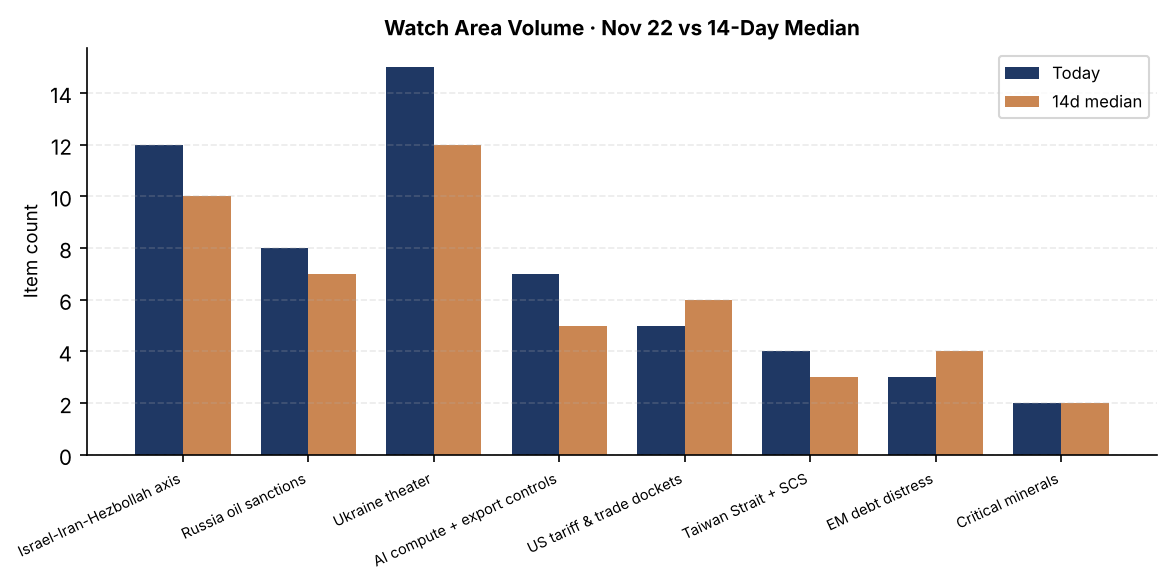 Watch Area Volume · Nov 22 vs 14-Day Median
Today
14d median
Item count
14
12
10
8
6
4
2
0
Israel-Iran-Hezbollah axis
Russia oil sanctions
Ukraine theater
AI compute + export controls
US tariff & trade dockets
Taiwan Strait + SCS
EM debt distress
Critical minerals